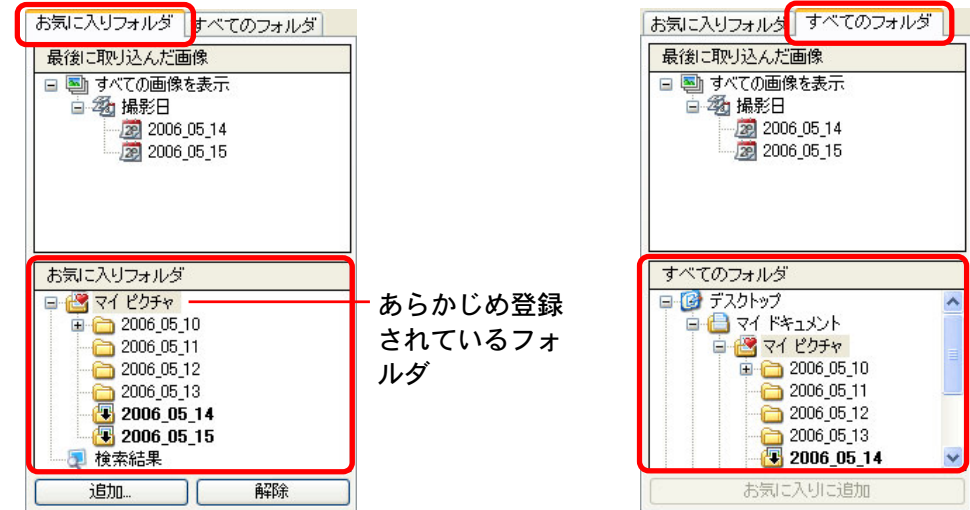 お気に入りフォルダ
すべてのフォルダ
最後に取り込んだ画像
すべての画像を表示
撮影日
2006_05_14
2006_05_15
お気に入りフォルダ
マイ ピクチャ
2006_05_10
2006_05_11
2006_05_12
2006_05_13
2006_05_14
2006_05_15
検索結果
追加...
解除
あらかじめ登録
されているフォ
ルダ
お気に入りフォルダ
すべてのフォルダ
最後に取り込んだ画像
すべての画像を表示
撮影日
2006_05_14
2006_05_15
すべてのフォルダ
デスクトップ
マイ ドキュメント
マイ ピクチャ
2006_05_10
2006_05_11
2006_05_12
2006_05_13
2006_05_14
お気に入りに追加